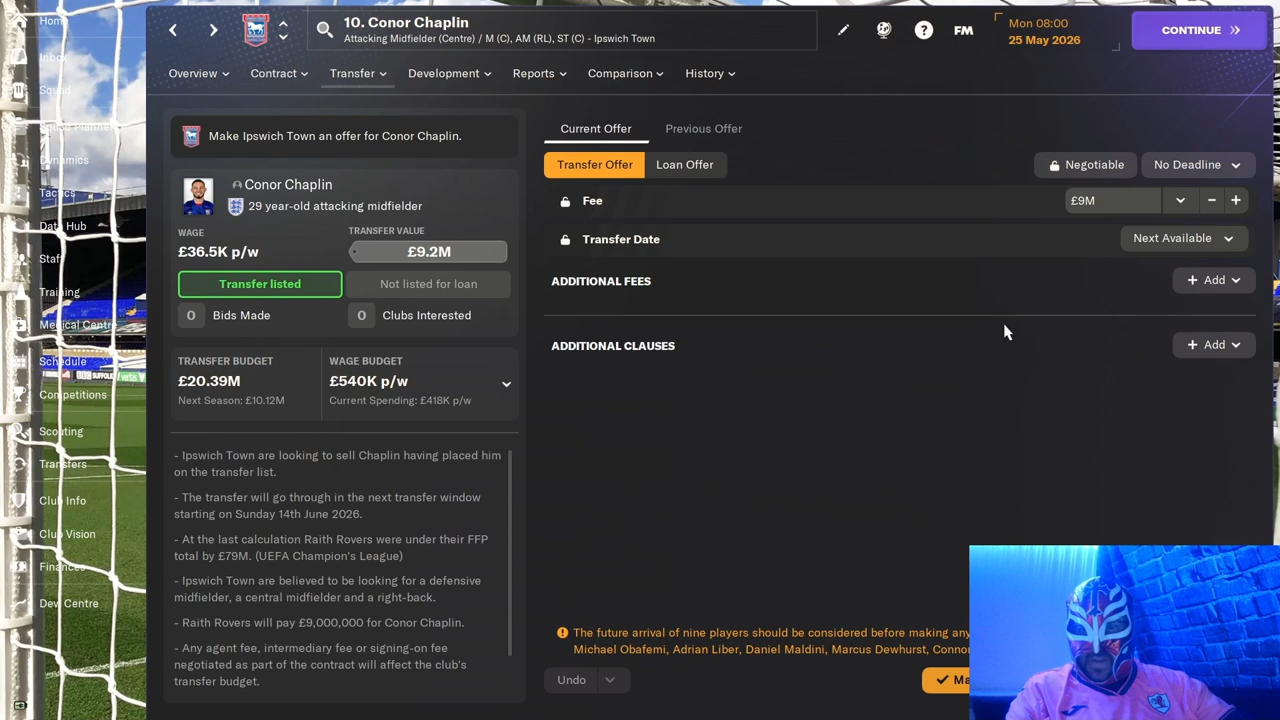 Home
10. Conor Chaplin
Attacking Midfielder (Centre) / M (C), AM (RL), ST (C) - Ipswich Town
FM
Mon 08:00
25 May 2026
CONTINUE
Inbox
Overview
Contract
Transfer
Development
Reports
Comparison
History
Squad
Squad Planner
Make Ipswich Town an offer for Conor Chaplin.
Current Offer
Previous Offer
Dynamics
Transfer Offer
Loan Offer
Negotiable
No Deadline
Conor Chaplin
29 year-old attacking midfielder
Fee
£9M
Tactics
Data Hub
WAGE
TRANSFER VALUE
£36.5K p/w
£9.2M
Transfer Date
Next Available
Staff
Transfer listed
Not listed for loan
ADDITIONAL FEES
Add
Training
0 Bids Made
0 Clubs Interested
Medical Centre
ADDITIONAL CLAUSES
Add
Schedule
TRANSFER BUDGET
WAGE BUDGET
£20.39M
£540K p/w
Next Season: £10.12M
Current Spending: £418K p/w
Competitions
Scouting
Transfers
Club Info
Club Vision
Finances
Dev Centre
- Ipswich Town are looking to sell Chaplin having placed him
on the transfer list.
- The transfer will go through in the next transfer window
starting on Sunday 14th June 2026.
- At the last calculation Raith Rovers were under their FFP
total by £79M. (UEFA Champion's League)
- Ipswich Town are believed to be looking for a defensive
midfielder, a central midfielder and a right-back.
- Raith Rovers will pay £9,000,000 for Conor Chaplin.
- Any agent fee, intermediary fee or signing-on fee
negotiated as part of the contract will affect the club's
transfer budget.
The future arrival of nine players should be considered before making any
Michael Obafemi, Adrian Liber, Daniel Maldini, Marcus Dewhurst, Connor
Undo